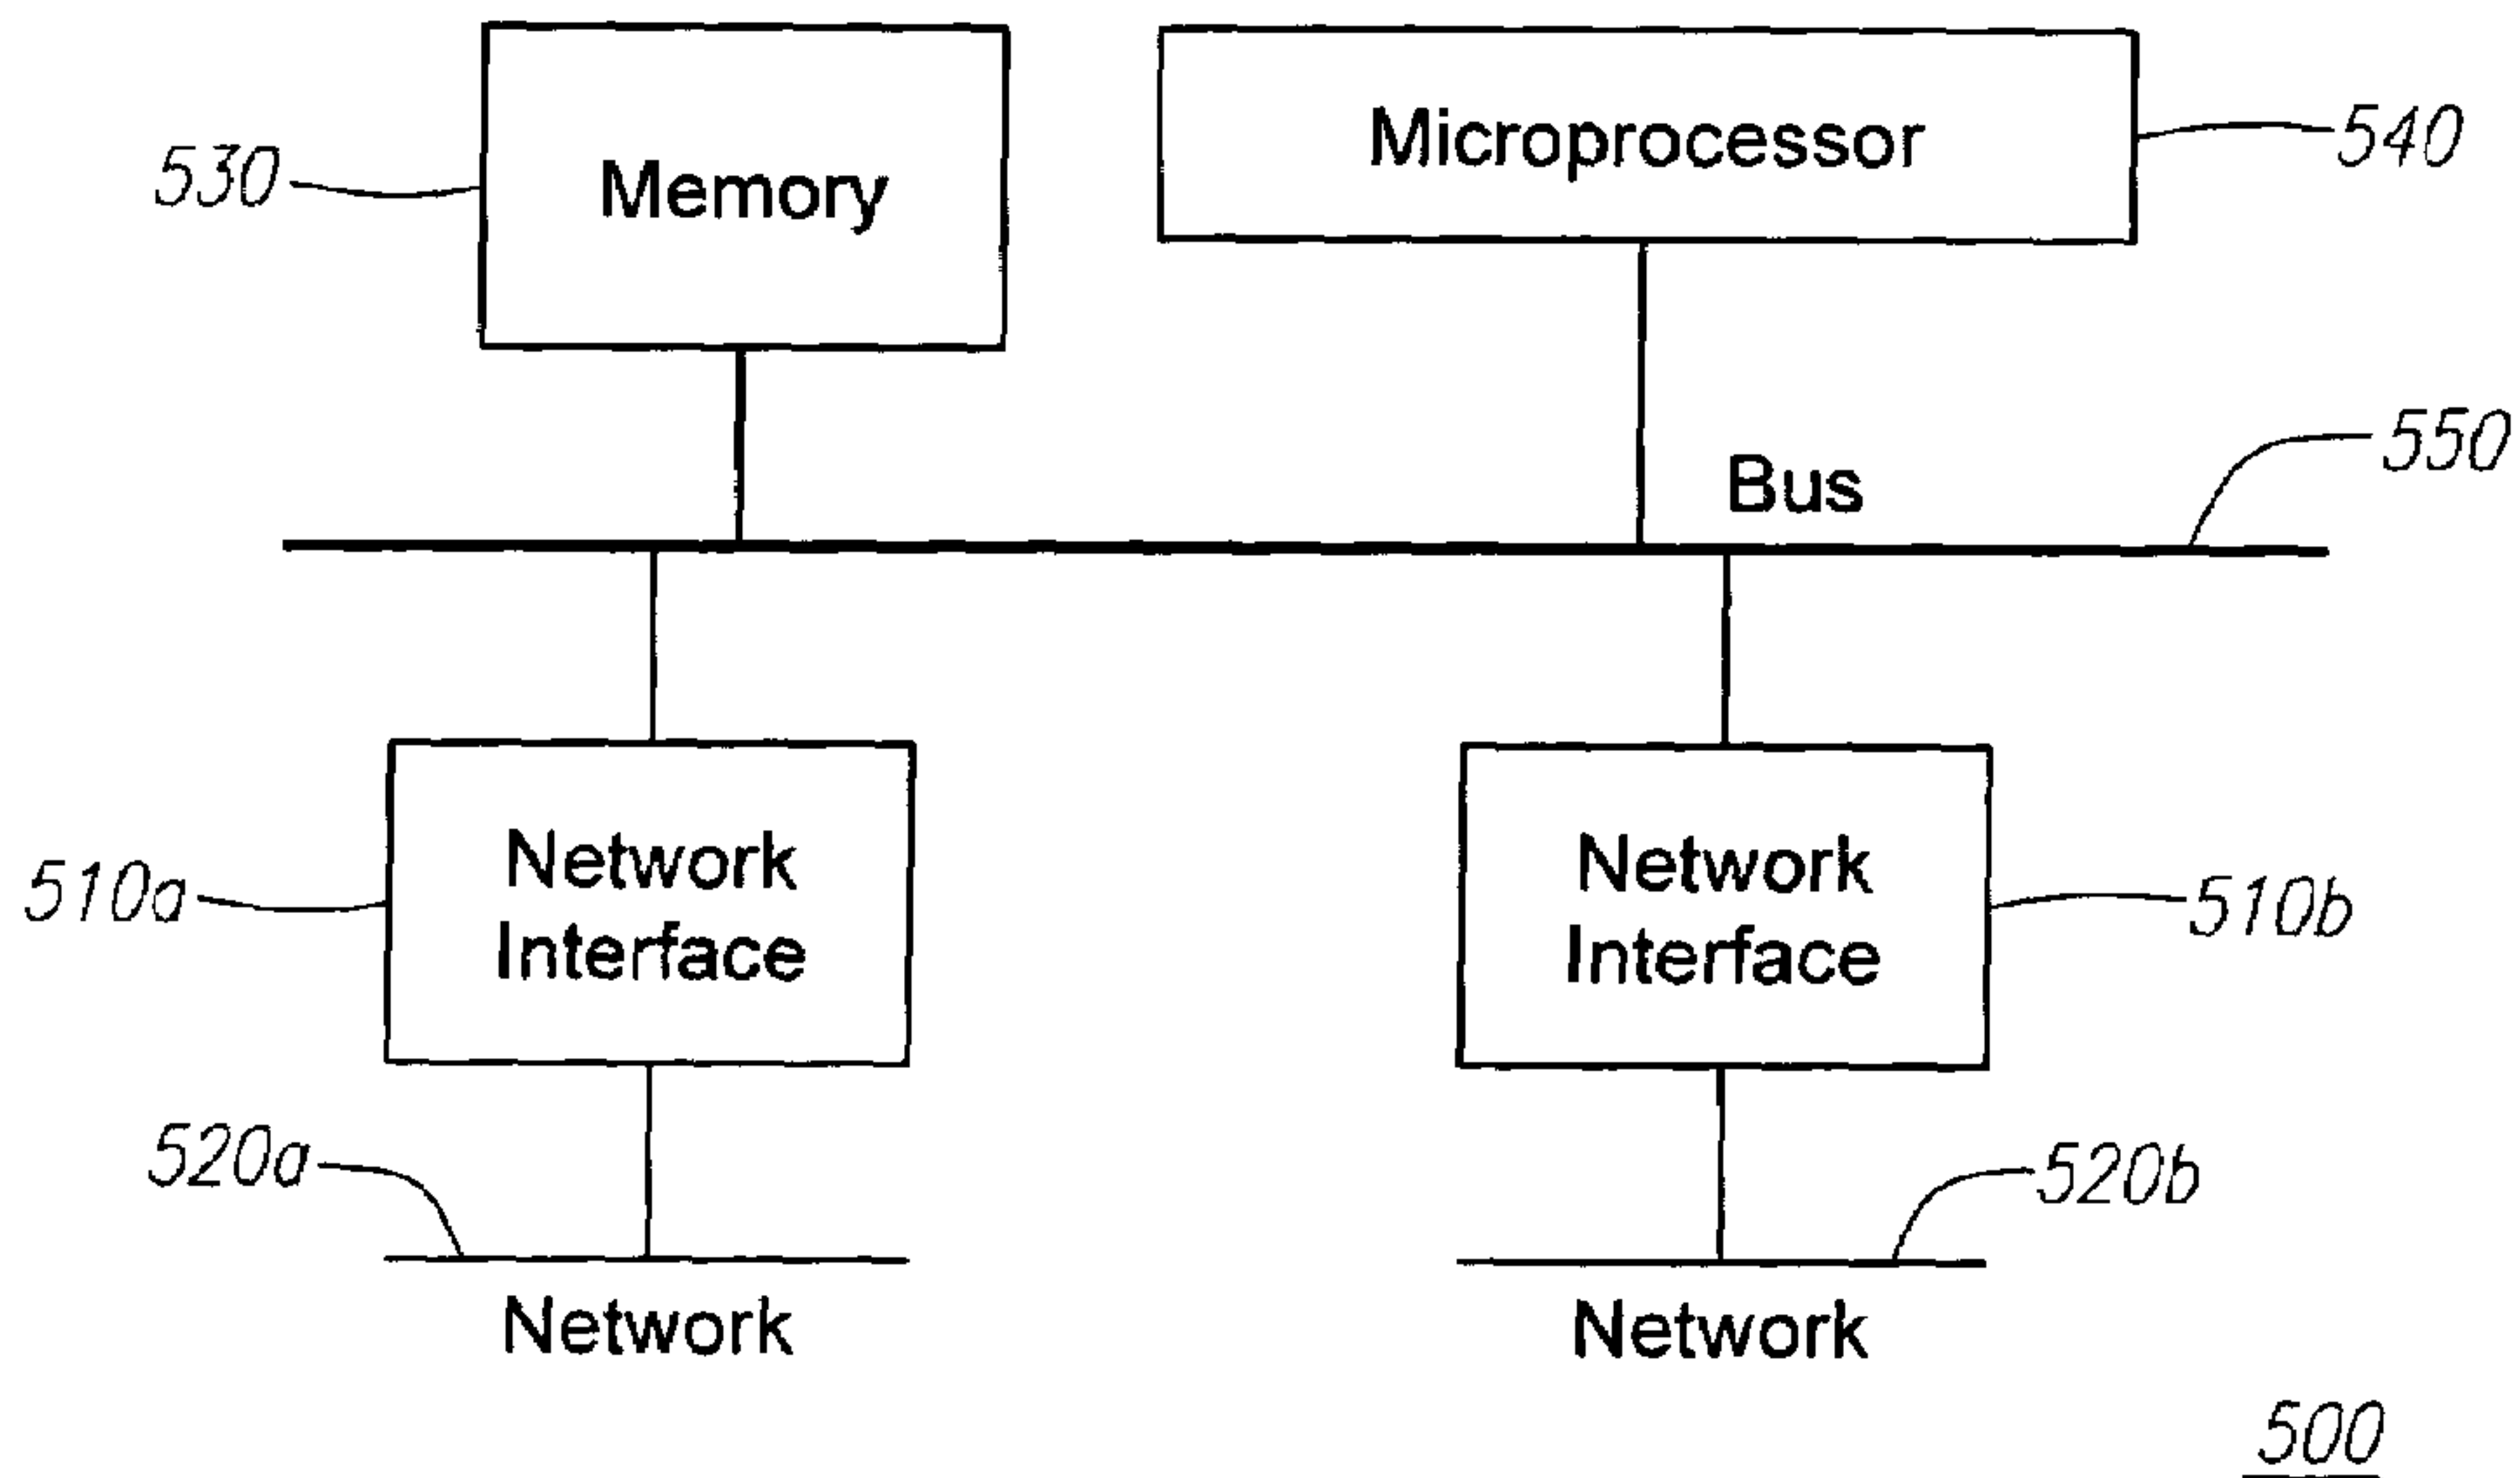 530
Memory
Microprocessor
540
Bus
550
510a
Network
Interface
Network
Interface
510b
520a
Network
520b
Network
500